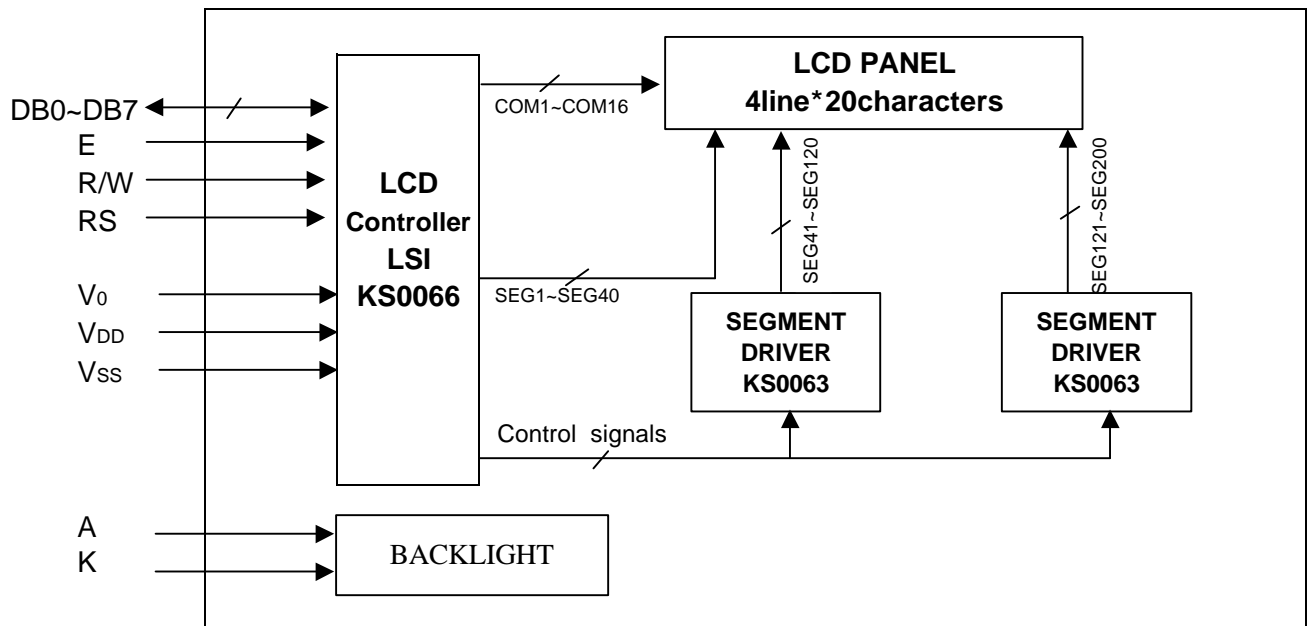 DB0~DB7
E
R/W
RS
V0
VDD
VSS
A
K
LCD
Controller
LSI
KS0066
COM1~COM16
SEG1~SEG40
Control signals
LCD PANEL
4line*20characters
SEG41~SEG120
SEG121~SEG200
SEGMENT
DRIVER
KS0063
SEGMENT
DRIVER
KS0063
BACKLIGHT